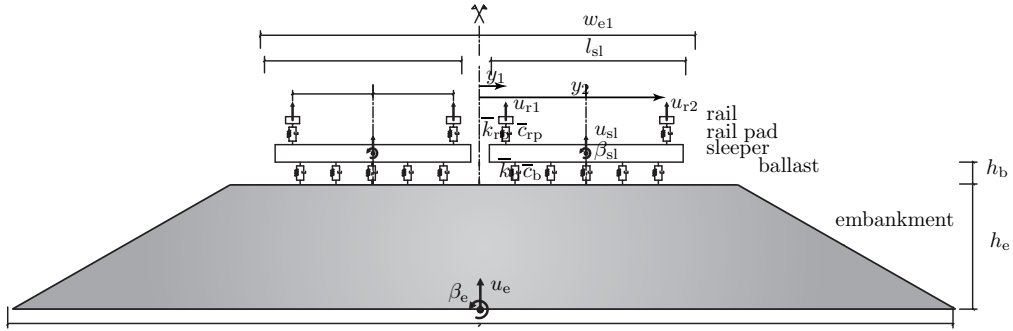 w_e1
l_sl
y_1
y_2
u_r1
u_r2
rail
k̅_rp c̅_rp
u_sl
rail pad
β_sl
sleeper
k̅ c̅_b
ballast
h_b
embankment
h_e
β_e
u_e